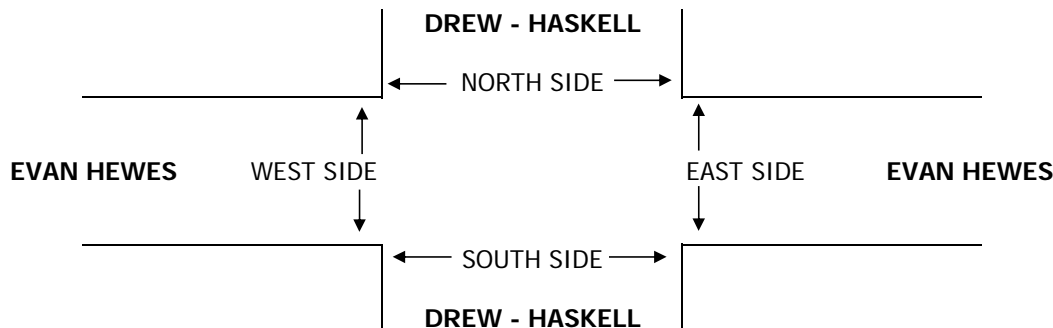 DREW - HASKELL
NORTH SIDE
EVAN HEWES WEST SIDE EAST SIDE EVAN HEWES
SOUTH SIDE
DREW - HASKELL